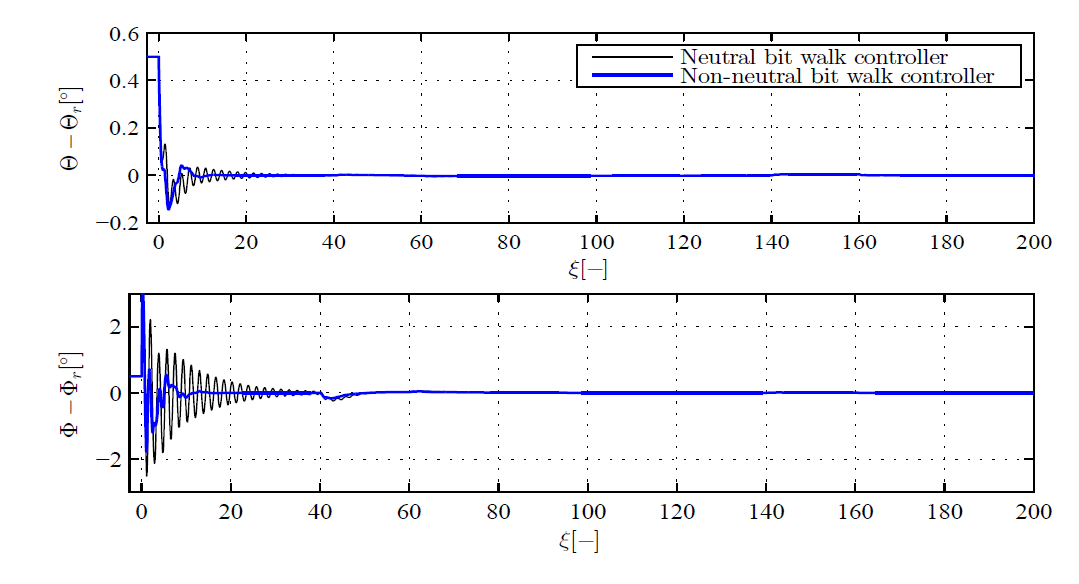 0.6
0.4
0.2
0
−0.2
Θ − Θr[°]
Neutral bit walk controller
Non-neutral bit walk controller
0 20 40 60 80 100 120 140 160 180 200
ξ[−]
2
0
−2
Φ − Φr[°]
0 20 40 60 80 100 120 140 160 180 200
ξ[−]